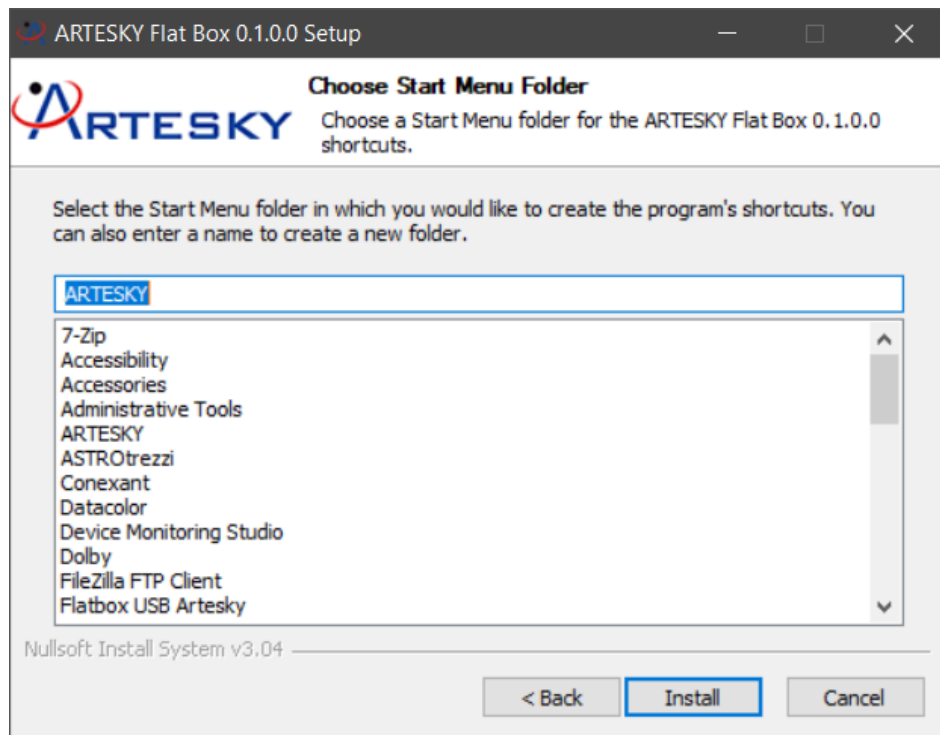 ARTESKY Flat Box 0.1.0.0 Setup
ARTESKY
Choose Start Menu Folder
Choose a Start Menu folder for the ARTESKY Flat Box 0.1.0.0
shortcuts.
Select the Start Menu folder in which you would like to create the program's shortcuts. You
can also enter a name to create a new folder.
ARTESKY
7-Zip
Accessibility
Accessories
Administrative Tools
ARTESKY
ASTROtrezzi
Conexant
Datacolor
Device Monitoring Studio
Dolby
FileZilla FTP Client
Flatbox USB Artesky
Nullsoft Install System v3.04
< Back Install Cancel